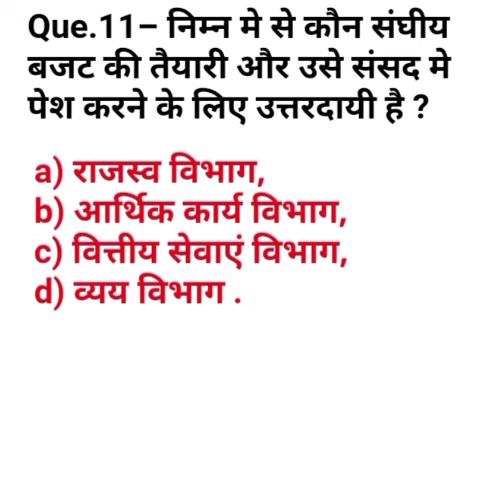 Que.11– निम्न मे से कौन संघीय
बजट की तैयारी और उसे संसद मे
पेश करने के लिए उत्तरदायी है ?
a) राजस्व विभाग,
b) आर्थिक कार्य विभाग,
c) वित्तीय सेवाएं विभाग,
d) व्यय विभाग .